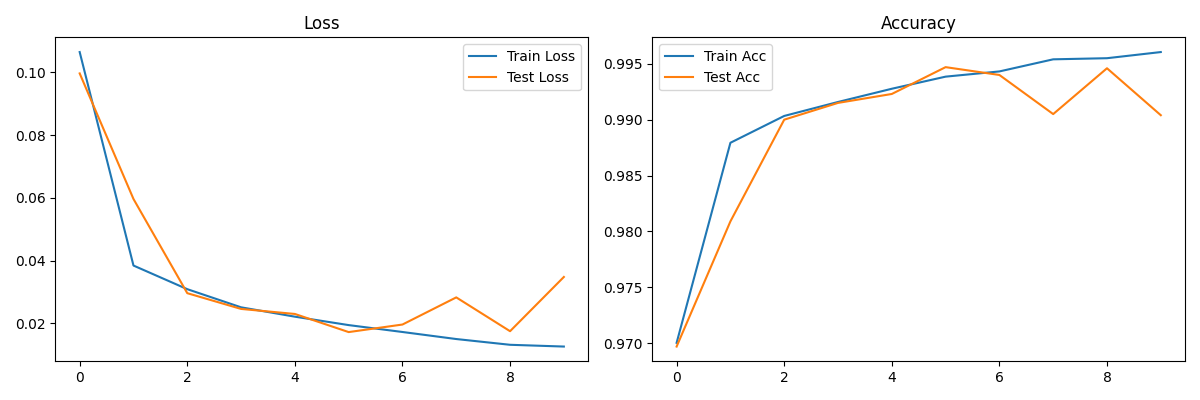 Loss
Train Loss
Test Loss
0.10
0.08
0.06
0.04
0.02
0 2 4 6 8
Accuracy
Train Acc
Test Acc
0.995
0.990
0.985
0.980
0.975
0.970
0 2 4 6 8